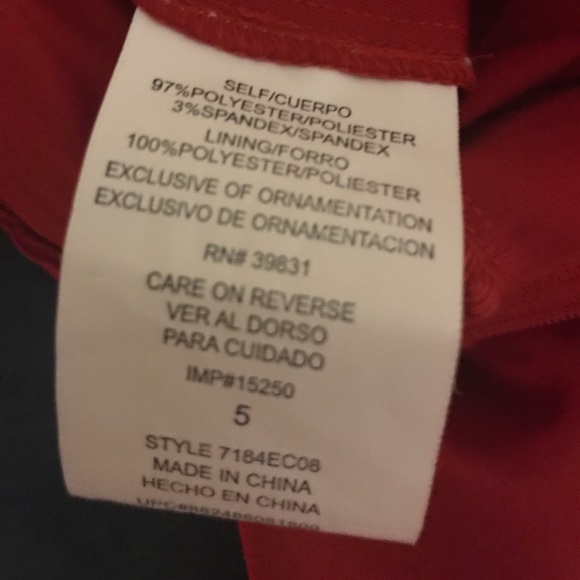 SELF/CUERPO
97%POLYESTER/POLIESTER
3%SPANDEX/SPANDEX
LINING/FORRO
100%POLYESTER/POLIESTER
EXCLUSIVE OF ORNAMENTATION
EXCLUSIVO DE ORNAMENTACION
RN# 39831
CARE ON REVERSE
VER AL DORSO
PARA CUIDADO
IMP#15250
5
STYLE 7184EC08
MADE IN CHINA
HECHO EN CHINA